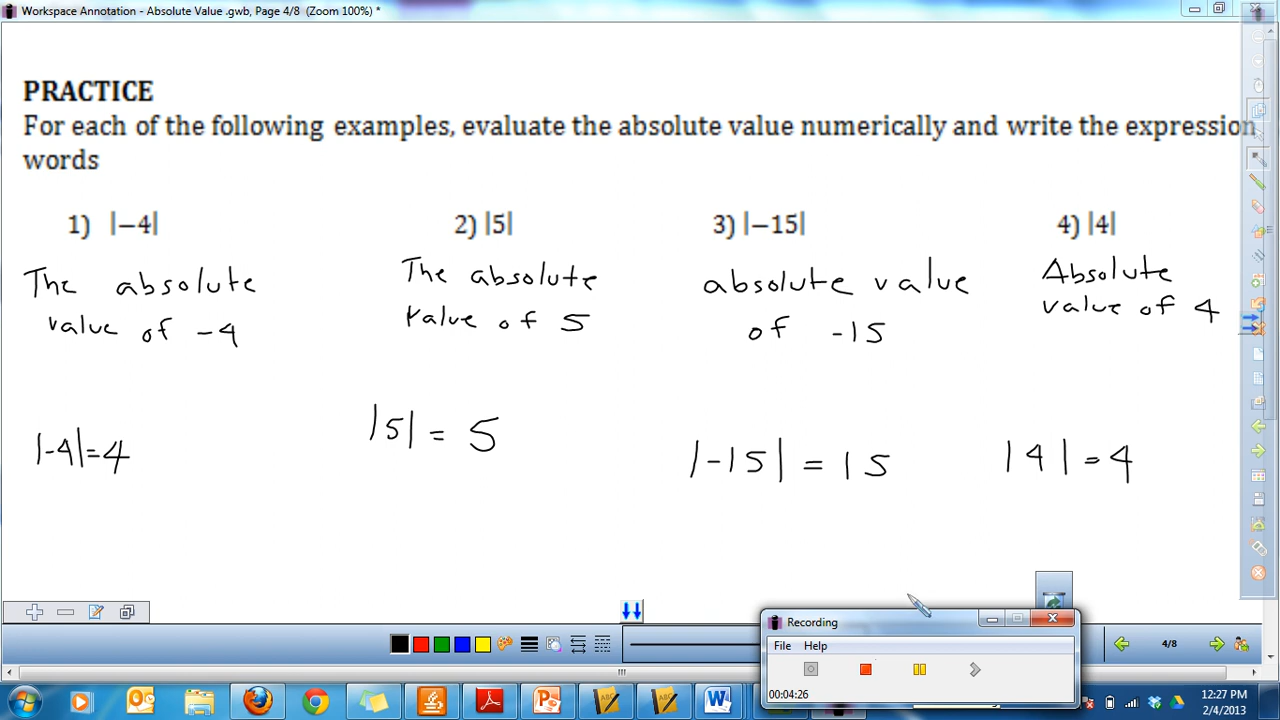 Workspace Annotation - Absolute Value .gwb, Page 4/8 (Zoom 100%) *
PRACTICE
For each of the following examples, evaluate the absolute value numerically and write the expression
words
1) |−4|
2) |5|
3) |−15|
4) |4|
The absolute
value of -4
The absolute
value of 5
absolute value
of -15
Absolute
value of 4
|-4|=4
|5| = 5
|-15| = 15
|4| = 4
Recording
File Help
00:04:26
4/8
12:27 PM
2/4/2013